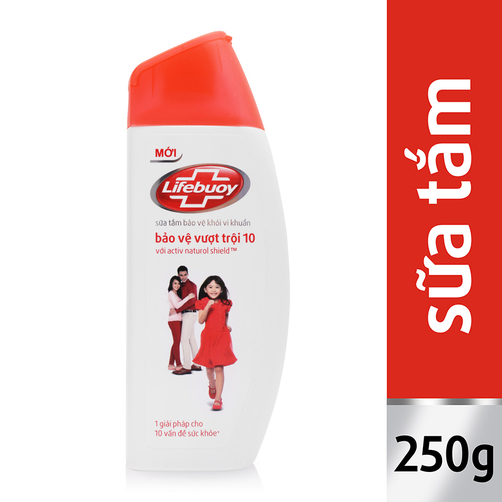 MỚI
Lifebuoy
sữa tắm bảo vệ khỏi vi khuẩn
bảo vệ vượt trội 10
với activ naturol shield™
1 giải pháp cho
10 vấn đề sức khỏe*
sữa tắm
250g